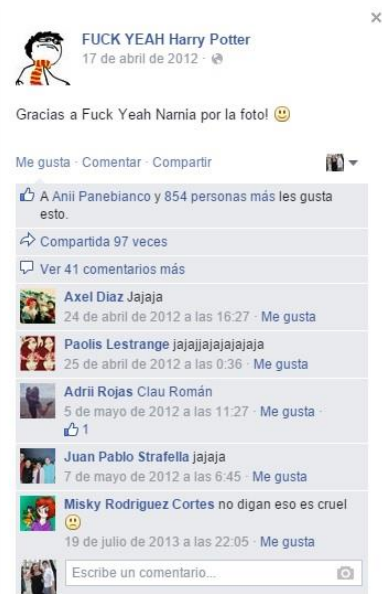 FUCK YEAH Harry Potter
17 de abril de 2012 ·
Gracias a Fuck Yeah Narnia por la foto!
Me gusta · Comentar · Compartir
A Anii Panebianco y 854 personas más les gusta
esto.
Compartida 97 veces
Ver 41 comentarios más
Axel Diaz Jajaja
24 de abril de 2012 a las 16:27 · Me gusta
Paolis Lestrange jajajjajajajajaja
25 de abril de 2012 a las 0:36 · Me gusta
Adrii Rojas Clau Román
5 de mayo de 2012 a las 11:27 · Me gusta ·
1
Juan Pablo Strafella jajaja
7 de mayo de 2012 a las 6:45 · Me gusta
Misky Rodriguez Cortes no digan eso es cruel
19 de julio de 2013 a las 22:05 · Me gusta
Escribe un comentario...